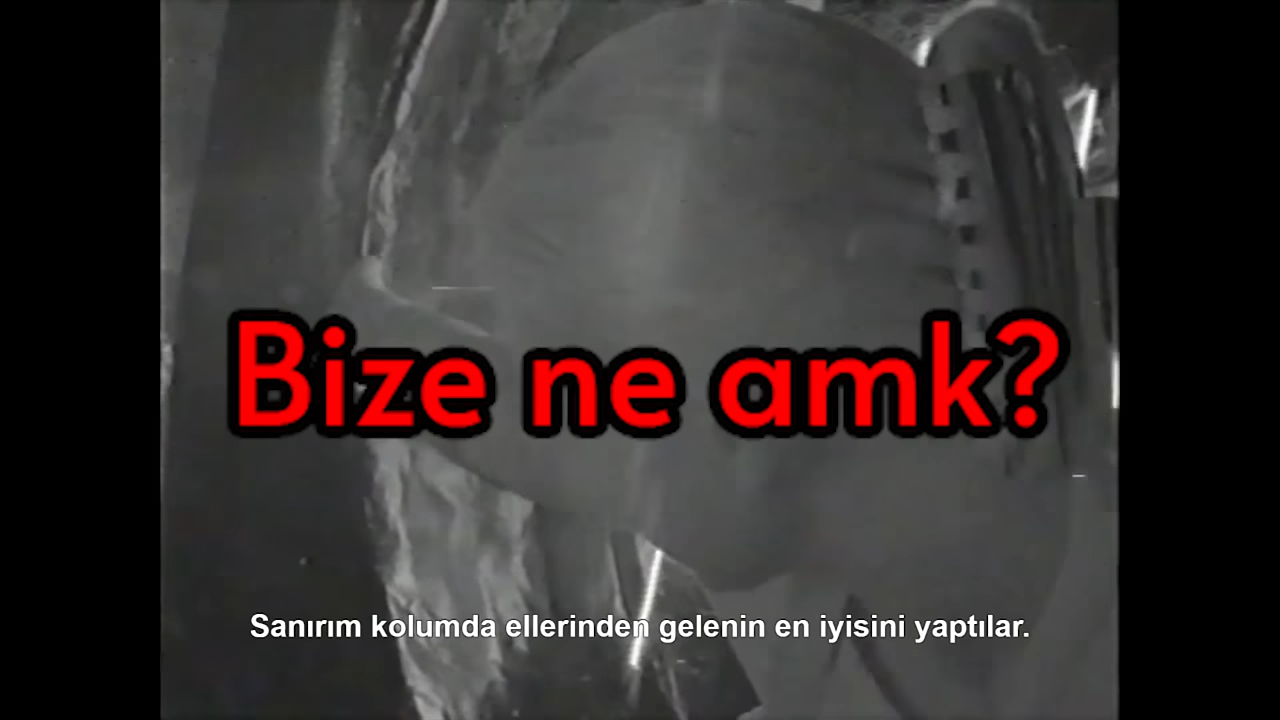 Bize ne amk?
Sanırım kolumda ellerinden gelenin en iyisini yaptılar.